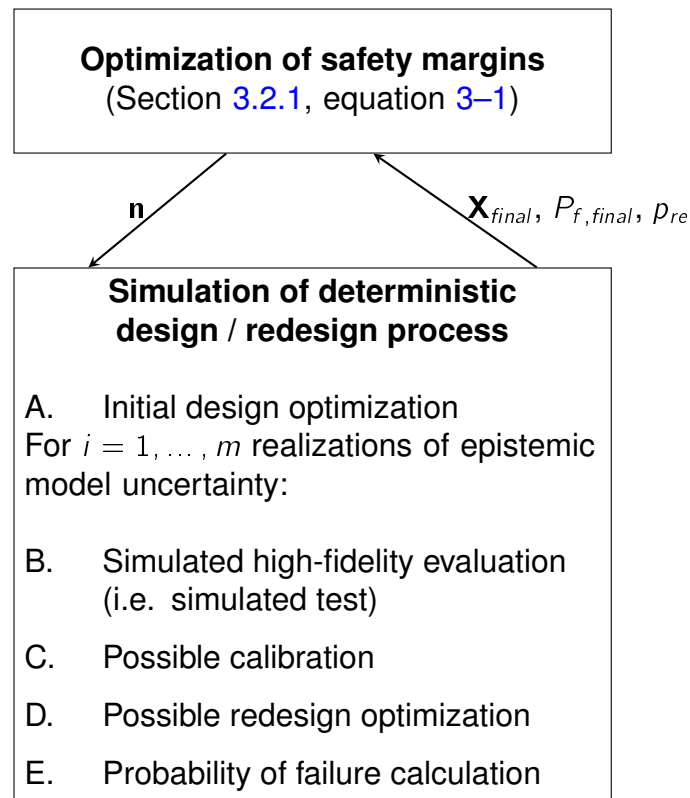 Optimization of safety margins
(Section 3.2.1, equation 3–1)
n
X_final, P_f,final, p_re
Simulation of deterministic
design / redesign process
A. Initial design optimization
For i = 1, ... , m realizations of epistemic
model uncertainty:
B. Simulated high-fidelity evaluation
(i.e. simulated test)
C. Possible calibration
D. Possible redesign optimization
E. Probability of failure calculation